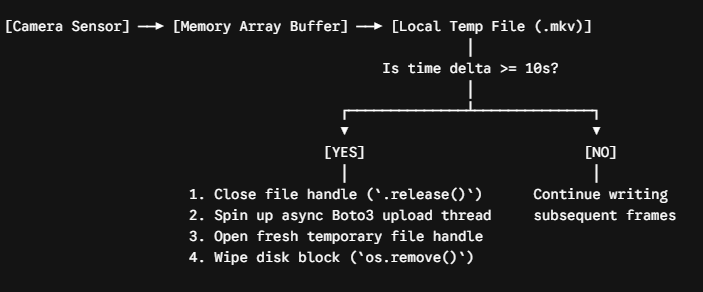 [Camera Sensor] ──► [Memory Array Buffer] ──► [Local Temp File (.mkv)]
Is time delta >= 10s?
[YES] [NO]
1. Close file handle (`.release()`) Continue writing
2. Spin up async Boto3 upload thread subsequent frames
3. Open fresh temporary file handle
4. Wipe disk block (`os.remove()`)